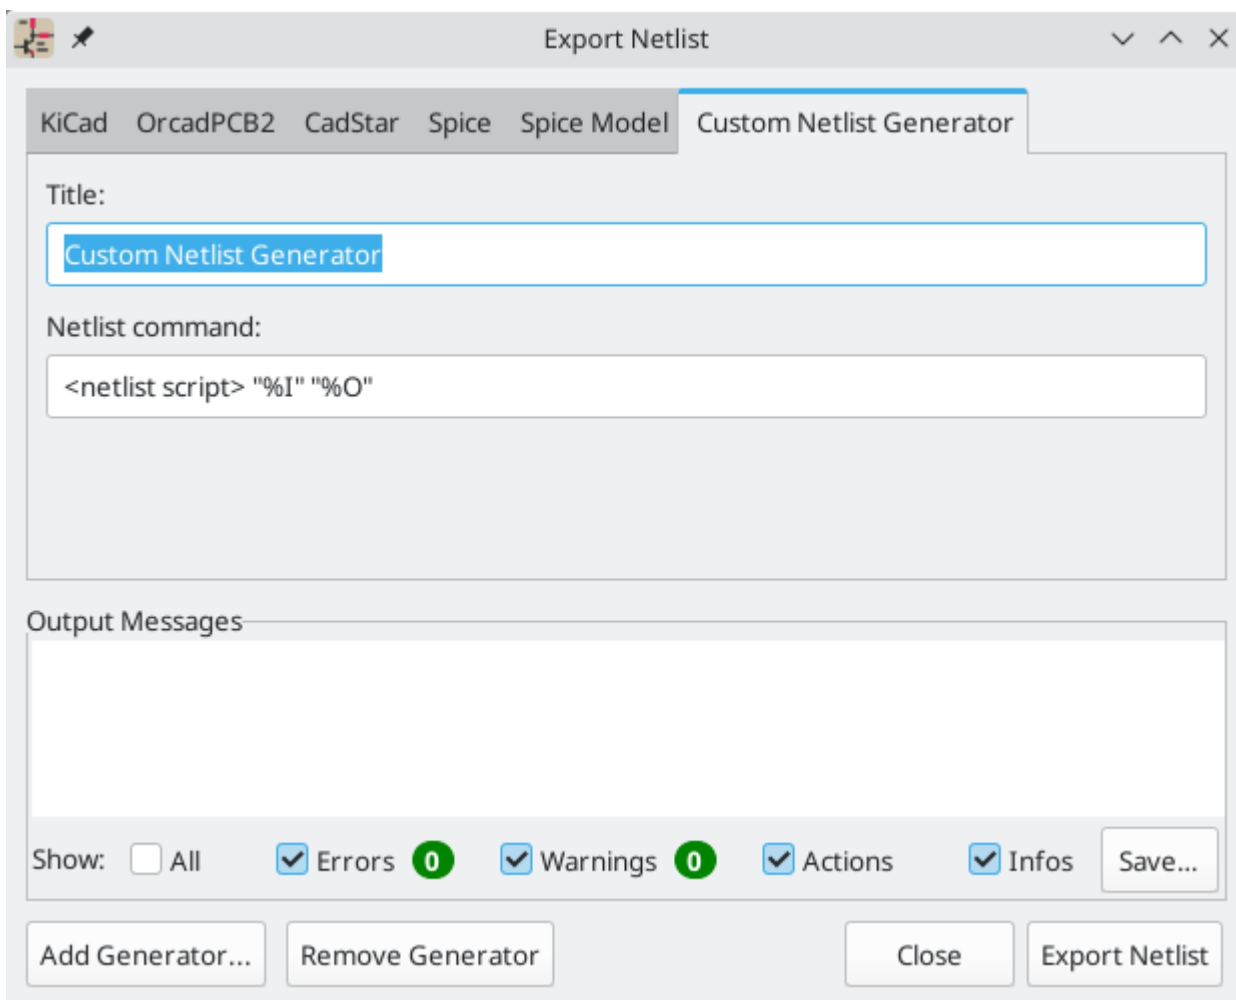 Export Netlist
KiCad OrcadPCB2 CadStar Spice Spice Model Custom Netlist Generator
Title:
Custom Netlist Generator
Netlist command:
<netlist script> "%I" "%O"
Output Messages
Show: All Errors 0 Warnings 0 Actions Infos Save...
Add Generator... Remove Generator Close Export Netlist